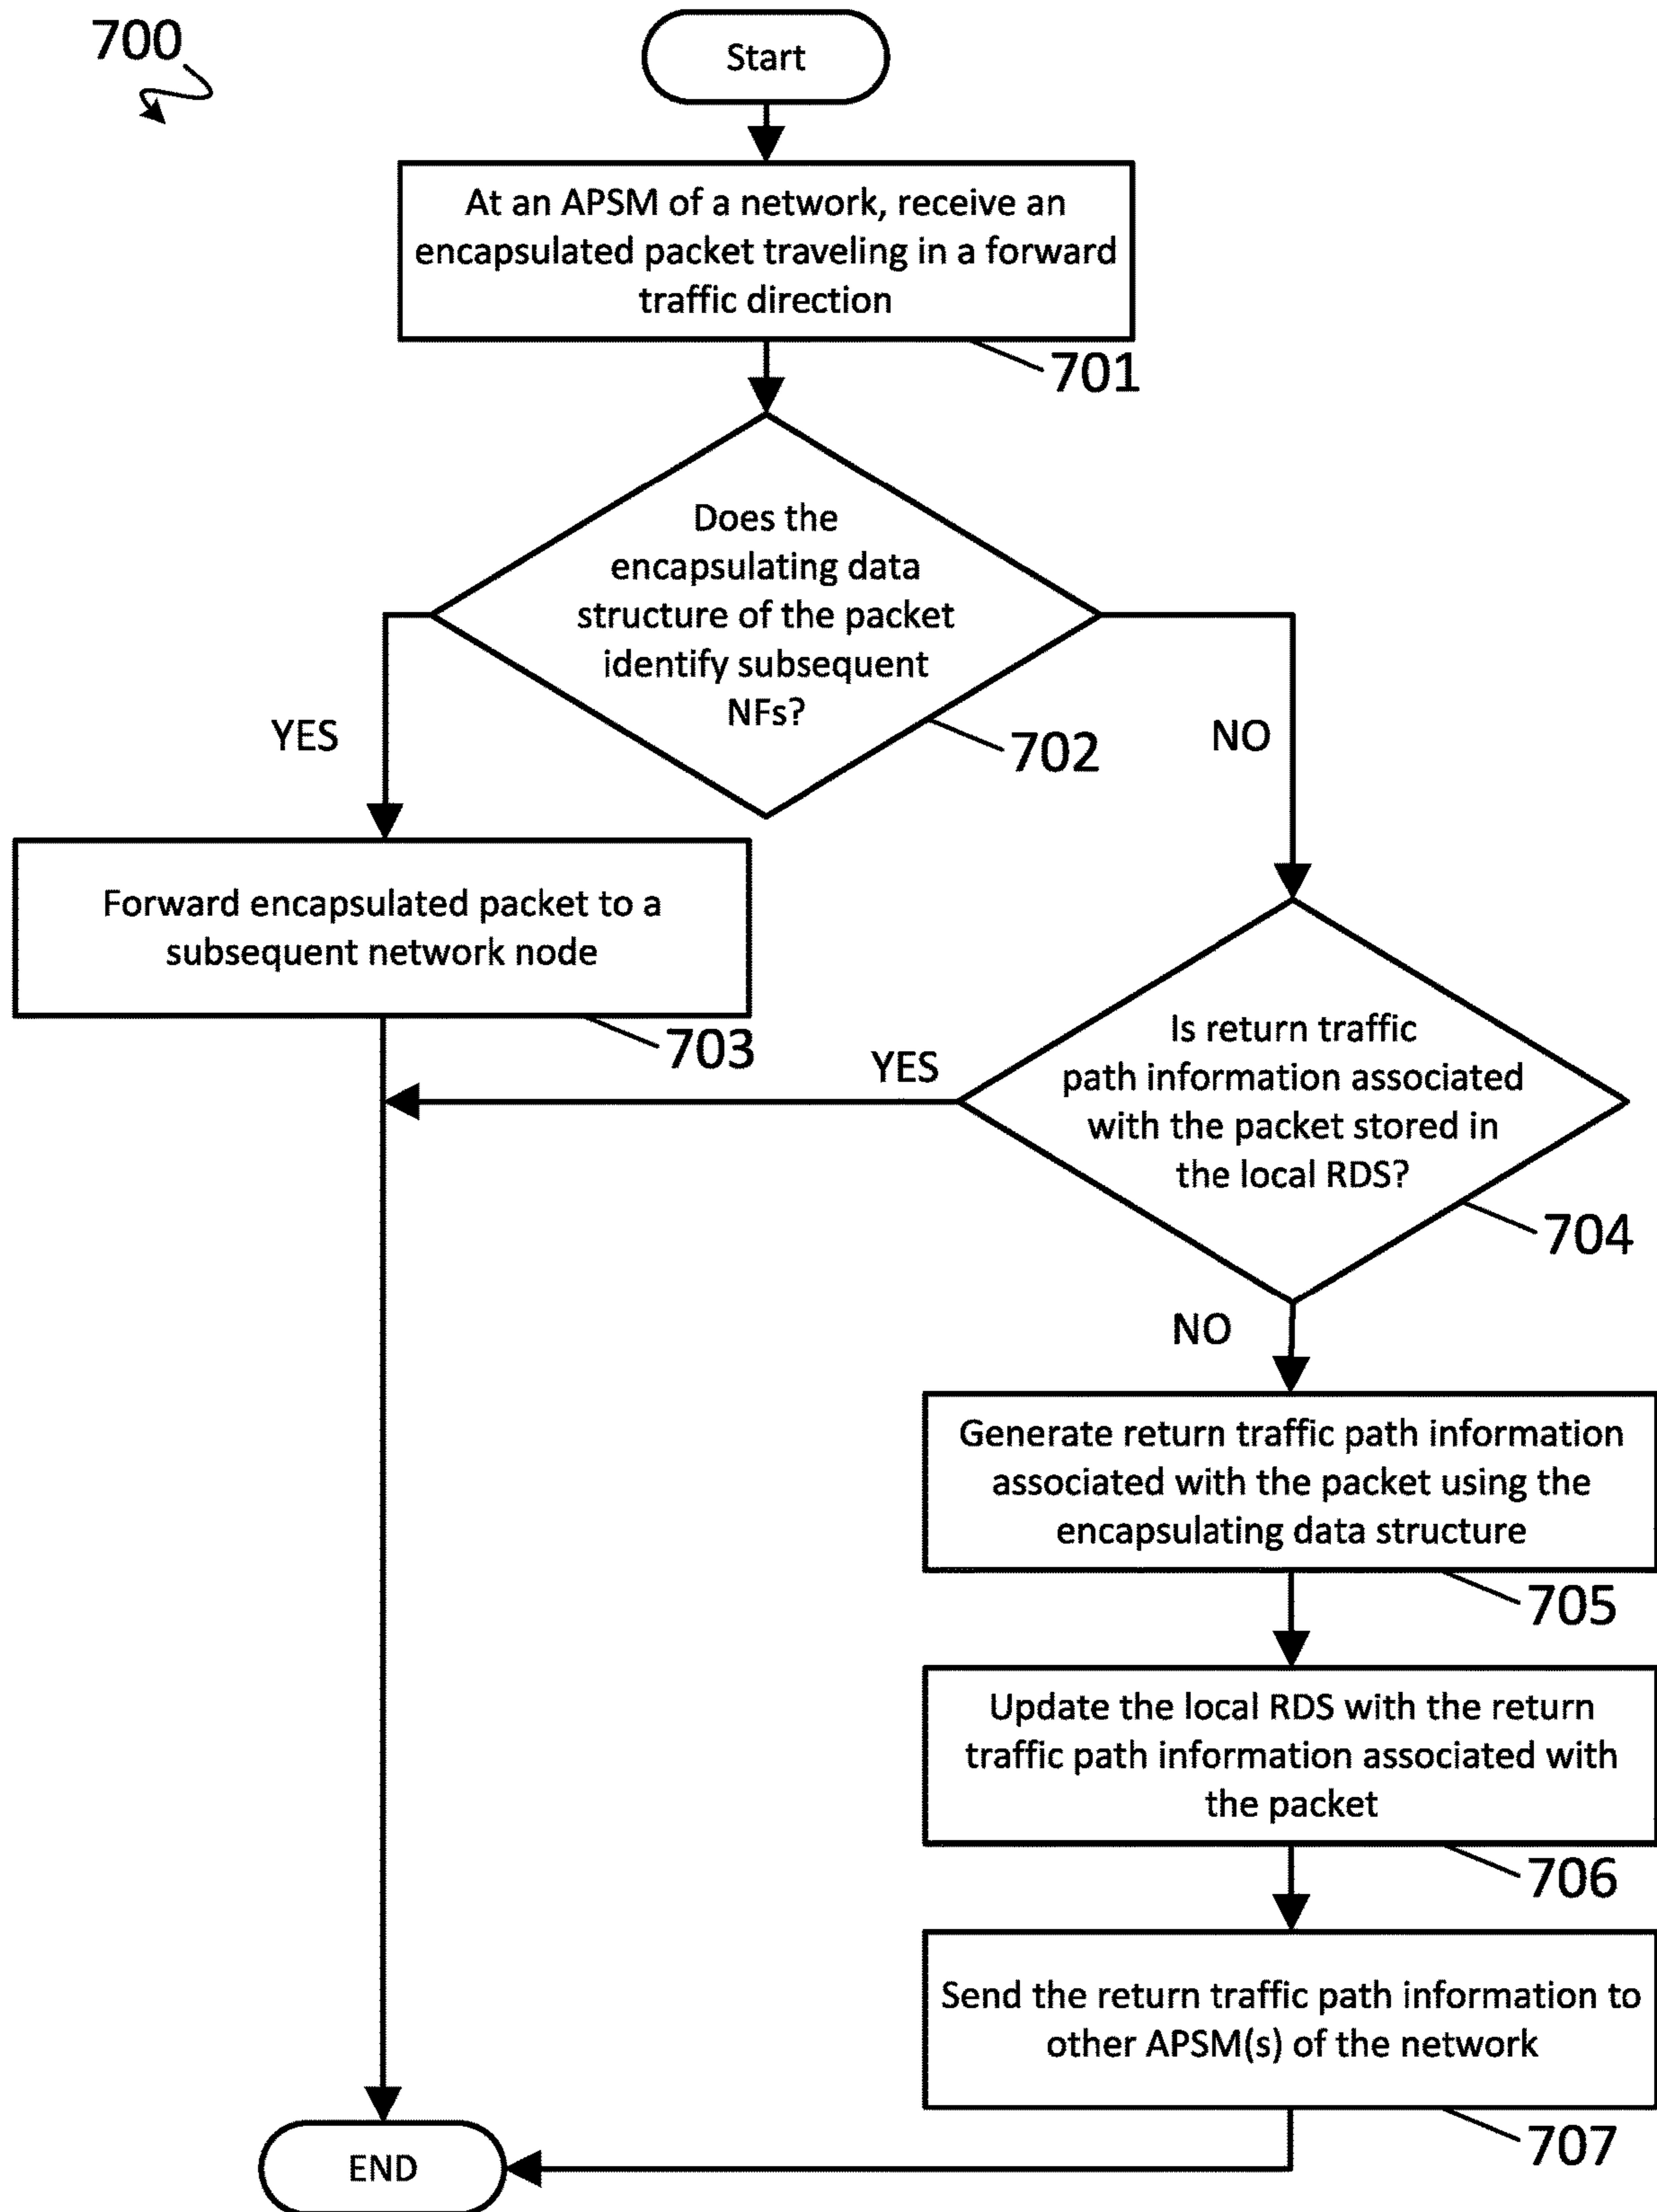 700
Start
At an APSM of a network, receive an
encapsulated packet traveling in a forward
traffic direction
701
Does the
encapsulating data
structure of the packet
identify subsequent
NFs?
702
YES
NO
Forward encapsulated packet to a
subsequent network node
703
Is return traffic
path information associated
with the packet stored in
the local RDS?
704
YES
NO
Generate return traffic path information
associated with the packet using the
encapsulating data structure
705
Update the local RDS with the return
traffic path information associated with
the packet
706
Send the return traffic path information to
other APSM(s) of the network
707
END